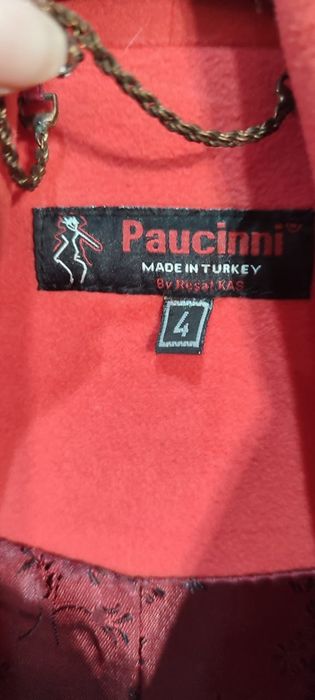 Paucinni®
MADE IN TURKEY
By Reşat KAS
4